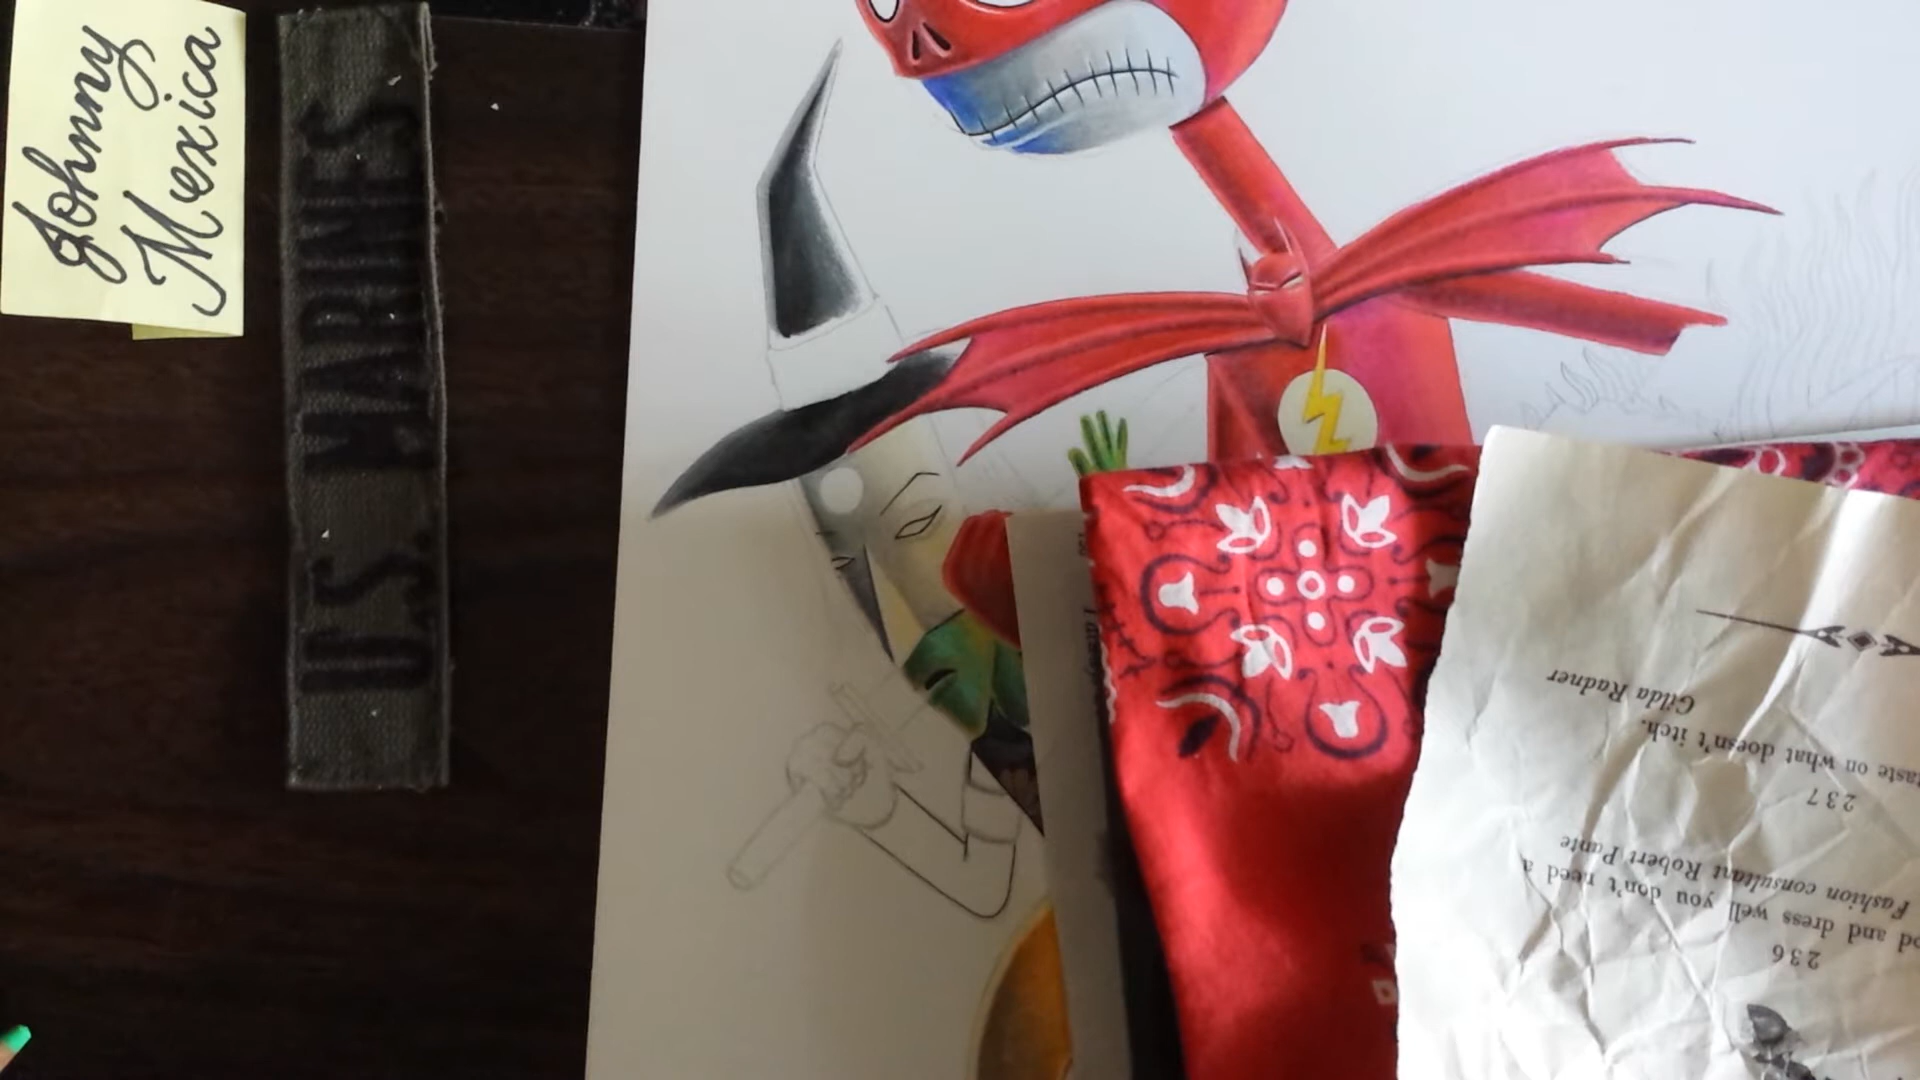 Johnny
Mexica
U.S. MARINES
236
od and dress well you don't need a
Fashion consultant Robert Pante
237
taste on what doesn't itch.
Gilda Radner